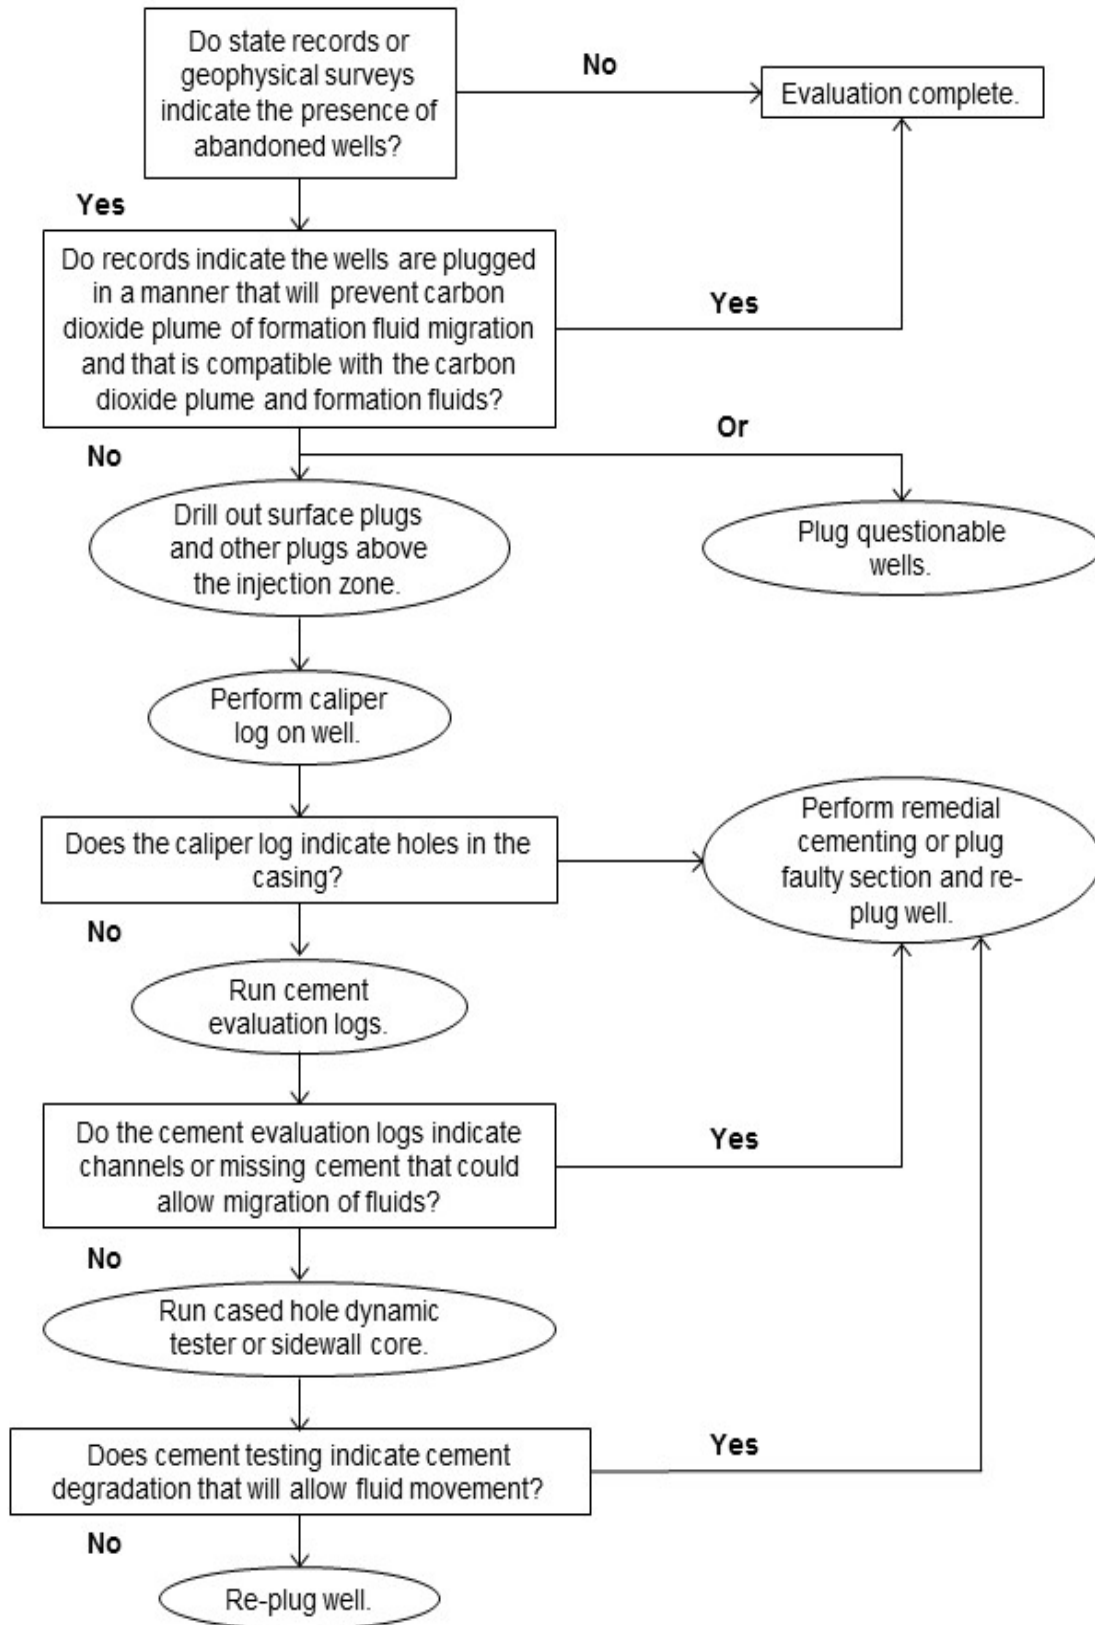 Do state records or
geophysical surveys
indicate the presence of
abandoned wells?
No
Evaluation complete.
Yes
Do records indicate the wells are plugged
in a manner that will prevent carbon
dioxide plume of formation fluid migration
and that is compatible with the carbon
dioxide plume and formation fluids?
Yes
No
Or
Drill out surface plugs
and other plugs above
the injection zone.
Plug questionable
wells.
Perform caliper
log on well.
Does the caliper log indicate holes in the
casing?
Perform remedial
cementing or plug
faulty section and re-
plug well.
No
Run cement
evaluation logs.
Do the cement evaluation logs indicate
channels or missing cement that could
allow migration of fluids?
Yes
No
Run cased hole dynamic
tester or sidewall core.
Does cement testing indicate cement
degradation that will allow fluid movement?
Yes
No
Re-plug well.